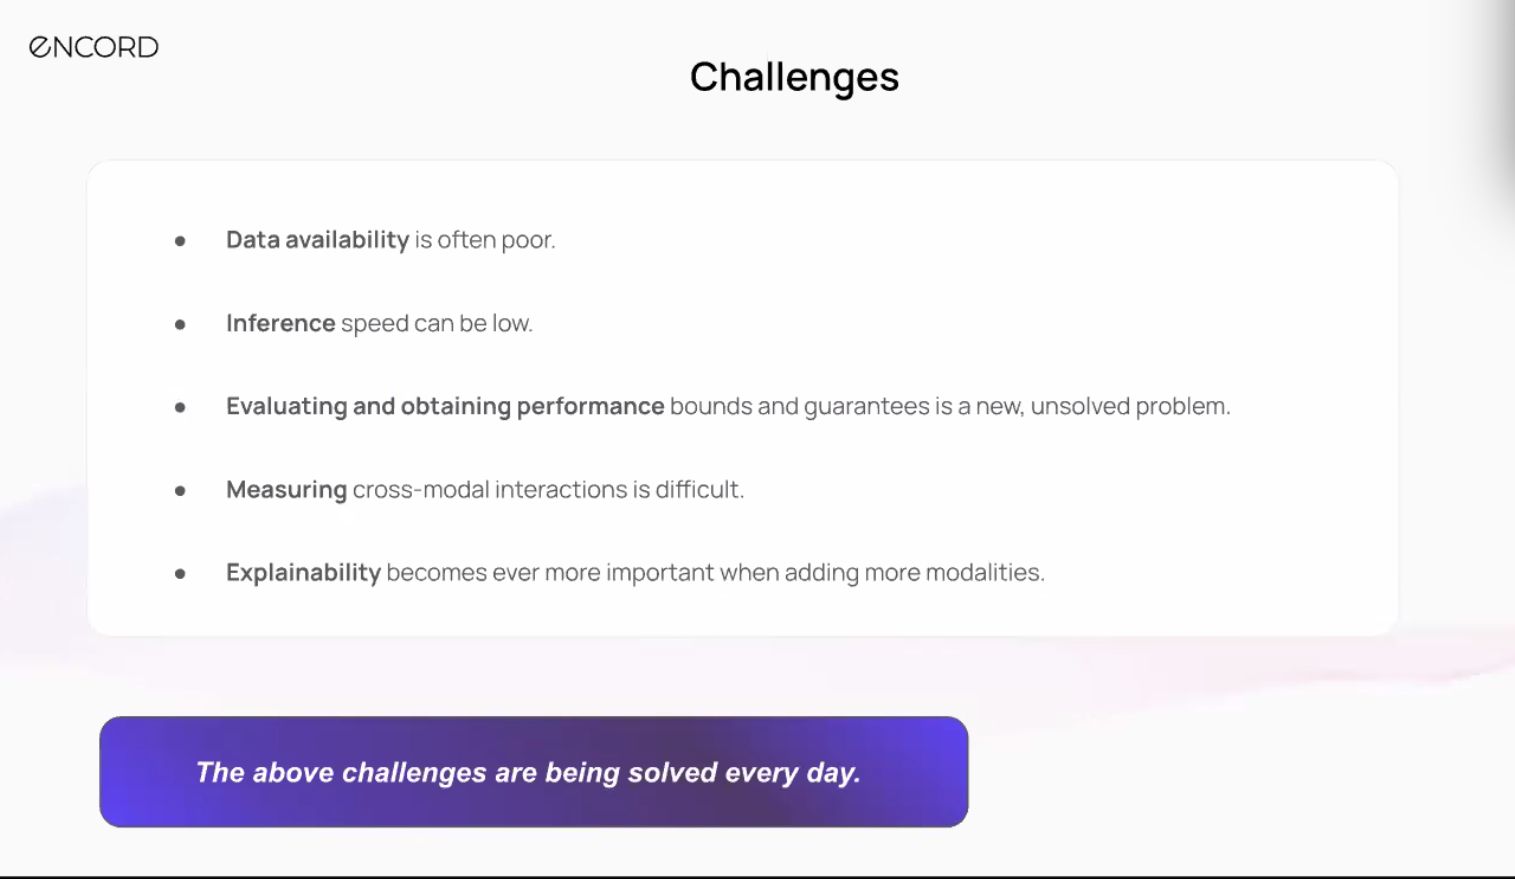 encord
Challenges
● Data availability is often poor.
● Inference speed can be low.
● Evaluating and obtaining performance bounds and guarantees is a new, unsolved problem.
● Measuring cross-modal interactions is difficult.
● Explainability becomes ever more important when adding more modalities.
The above challenges are being solved every day.